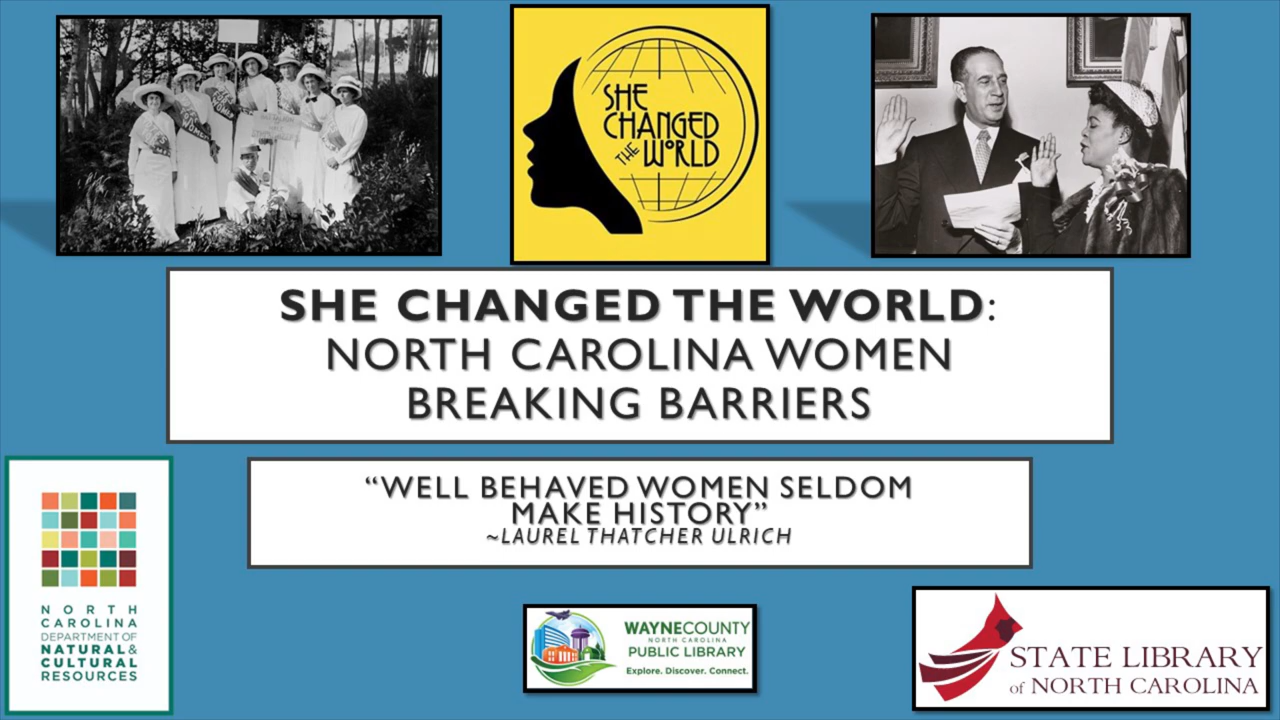 SHE
CHANGED
THE WORLD
SHE CHANGED THE WORLD:
NORTH CAROLINA WOMEN
BREAKING BARRIERS
“WELL BEHAVED WOMEN SELDOM
MAKE HISTORY”
~LAUREL THATCHER ULRICH
NORTH
CAROLINA
DEPARTMENT OF
NATURAL &
CULTURAL
RESOURCES
WAYNECOUNTY
NORTH CAROLINA
PUBLIC LIBRARY
Explore. Discover. Connect.
STATE LIBRARY
of NORTH CAROLINA